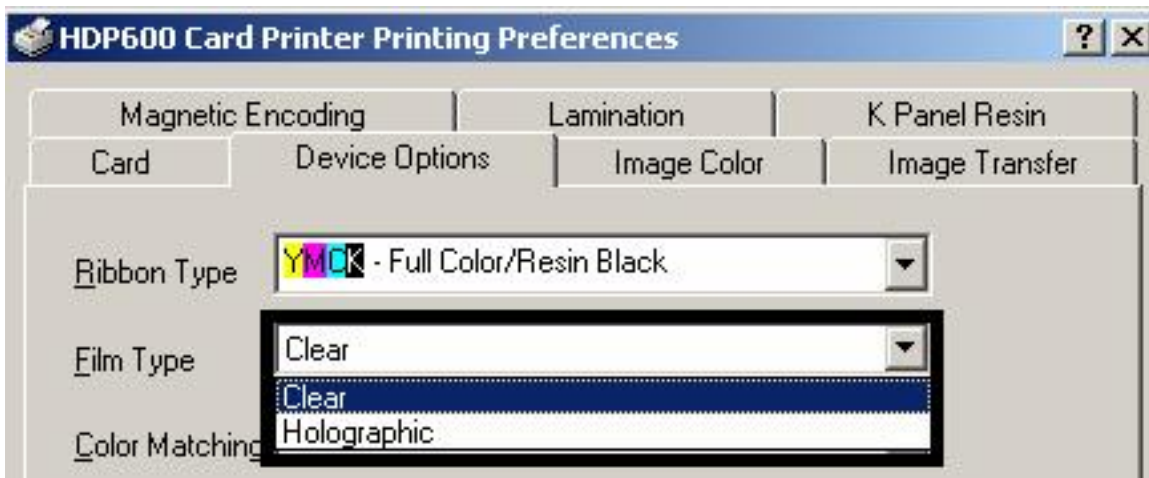 HDP600 Card Printer Printing Preferences
Magnetic Encoding Lamination K Panel Resin
Card Device Options Image Color Image Transfer
Ribbon Type YMCK - Full Color/Resin Black
Film Type Clear
Clear
Holographic
Color Matching